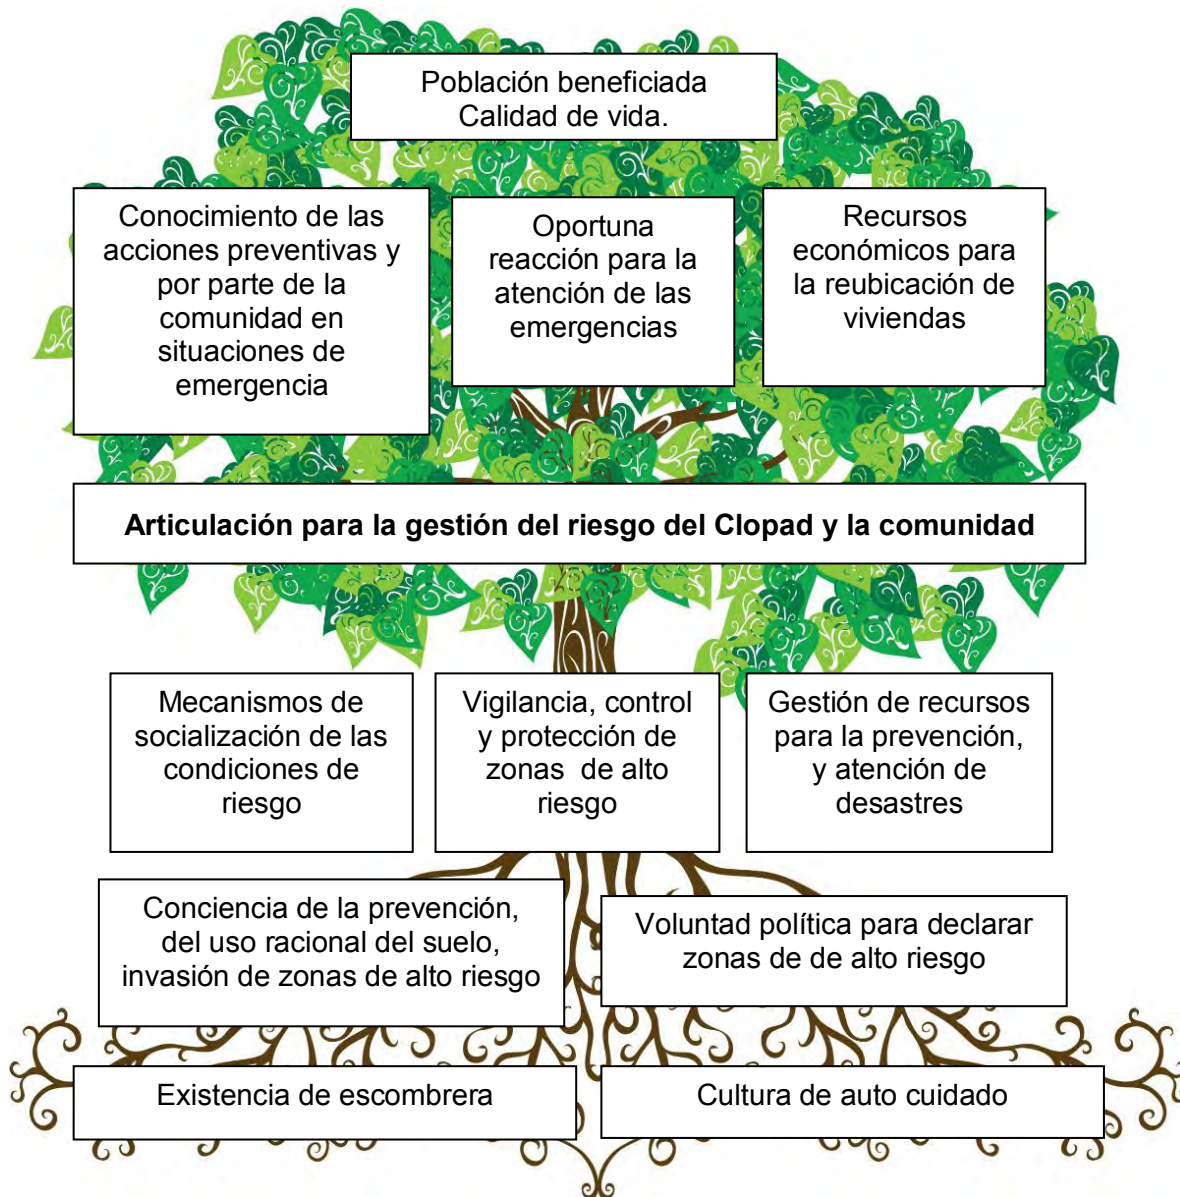 Población beneficiada
Calidad de vida.
Conocimiento de las
acciones preventivas y
por parte de la
comunidad en
situaciones de
emergencia
Oportuna
reacción para la
atención de las
emergencias
Recursos
económicos para
la reubicación de
viviendas
Articulación para la gestión del riesgo del Clopad y la comunidad
Mecanismos de
socialización de las
condiciones de
riesgo
Vigilancia, control
y protección de
zonas de alto
riesgo
Gestión de recursos
para la prevención,
y atención de
desastres
Conciencia de la prevención,
del uso racional del suelo,
invasión de zonas de alto riesgo
Voluntad política para declarar
zonas de de alto riesgo
Existencia de escombrera
Cultura de auto cuidado